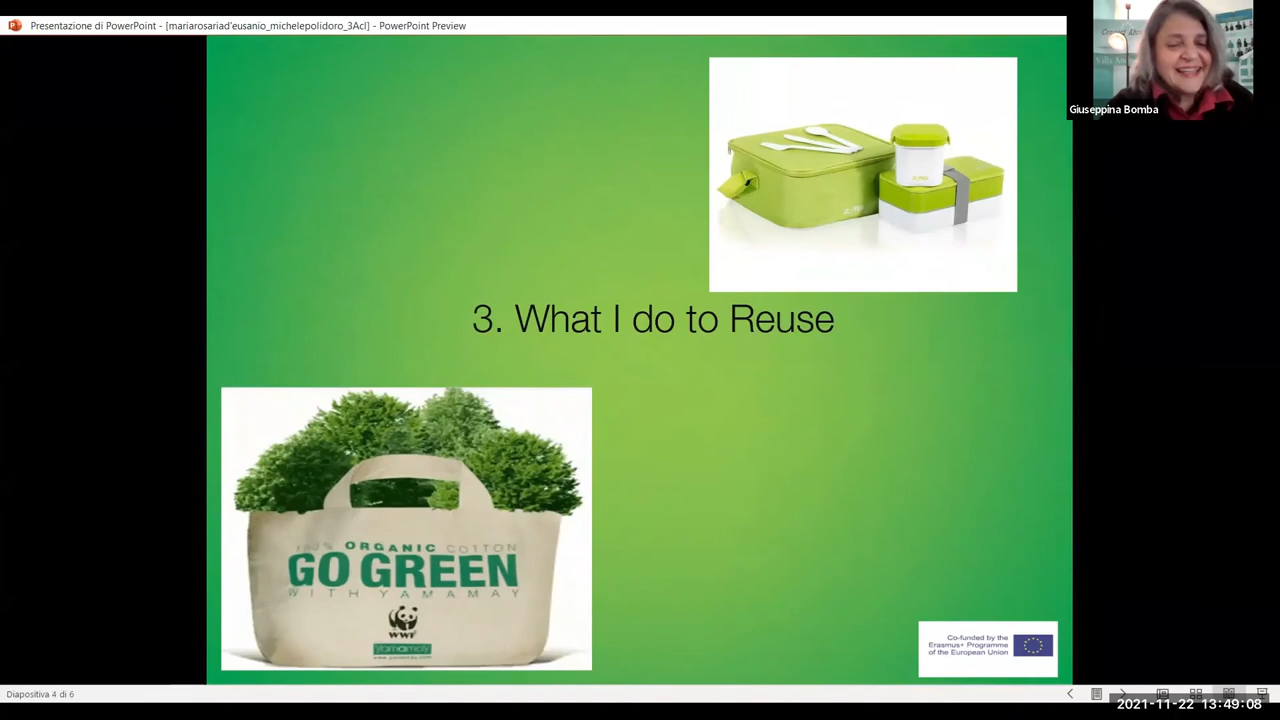 Presentazione di PowerPoint - [mariarosariad'eusanio_michelepolidoro_3Acl] - PowerPoint Preview
Giuseppina Bomba
3. What I do to Reuse
100% ORGANIC COTTON
GO GREEN
WITH YAMAMAY
WWF
yamamay
Co-funded by the
Erasmus+ Programme
of the European Union
Diapositiva 4 di 6
2021-11-22 13:49:08